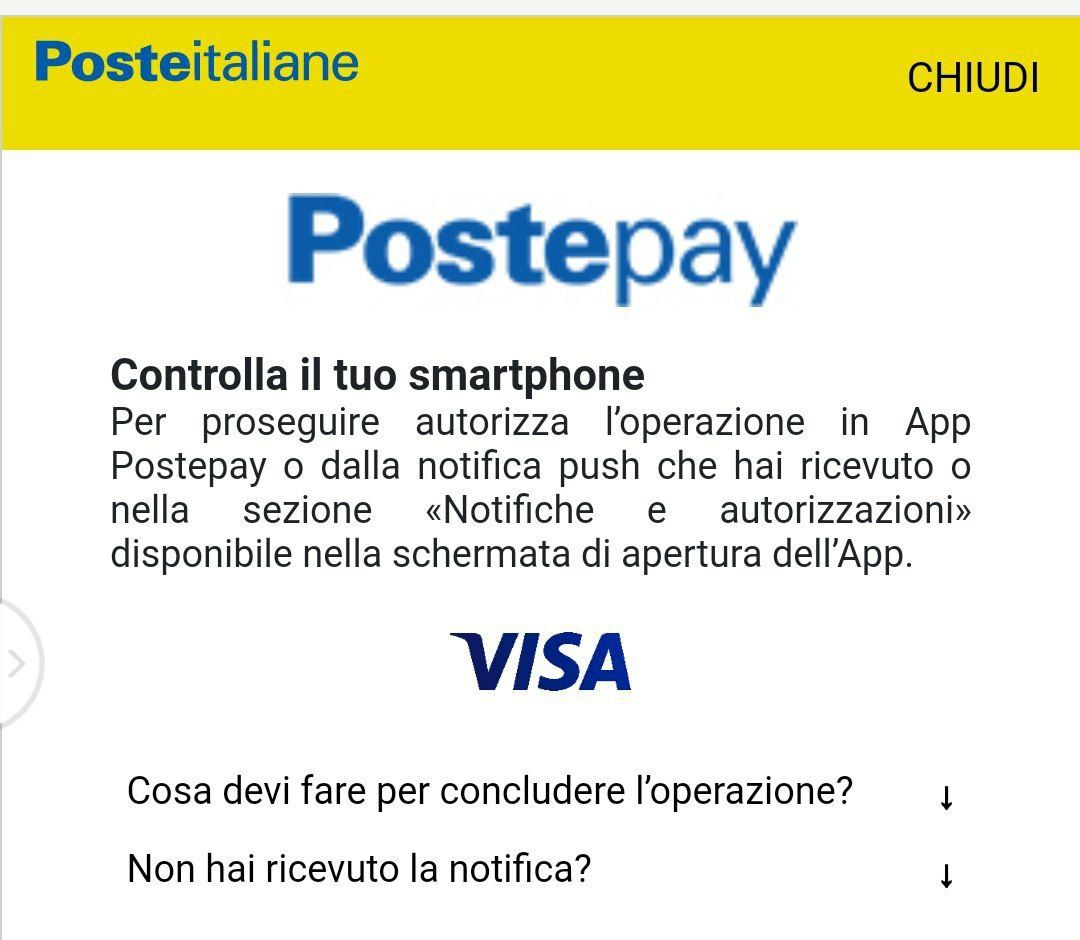 Posteitaliane
CHIUDI
Postepay
Controlla il tuo smartphone
Per proseguire autorizza l’operazione in App
Postepay o dalla notifica push che hai ricevuto o
nella sezione «Notifiche e autorizzazioni»
disponibile nella schermata di apertura dell’App.
VISA
Cosa devi fare per concludere l’operazione? ↓
Non hai ricevuto la notifica? ↓